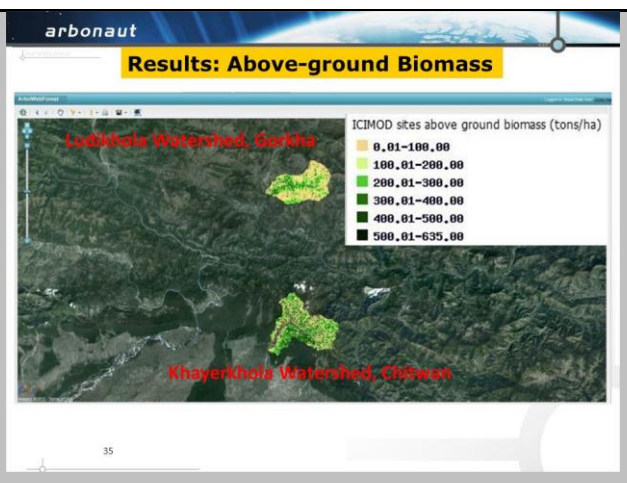 arbonaut
Results: Above-ground Biomass
ArboWebForest
Ludikhola Watershed, Gorkha
ICIMOD sites above ground biomass (tons/ha)
0.01-100.00
100.01-200.00
200.01-300.00
300.01-400.00
400.01-500.00
500.01-635.00
Khayerkhola Watershed, Chitwan
35